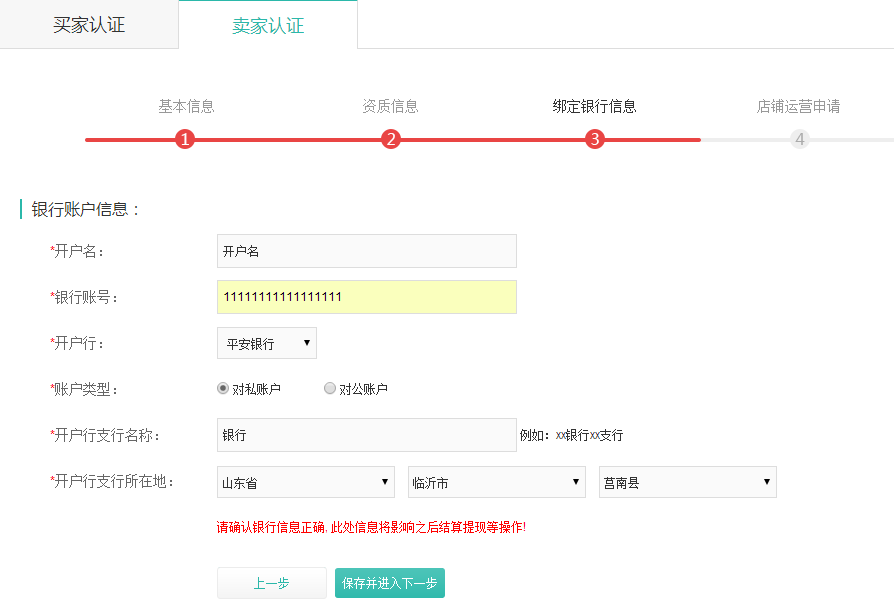 买家认证 卖家认证
基本信息 资质信息 绑定银行信息 店铺运营申请
1 2 3 4
银行账户信息：
*开户名： 开户名
*银行账号： 11111111111111111
*开户行： 平安银行
*账户类型： 对私账户 对公账户
*开户行支行名称： 银行 例如：xx银行xx支行
*开户行支行所在地： 山东省 临沂市 莒南县
请确认银行信息正确, 此处信息将影响之后结算提现等操作!
上一步 保存并进入下一步